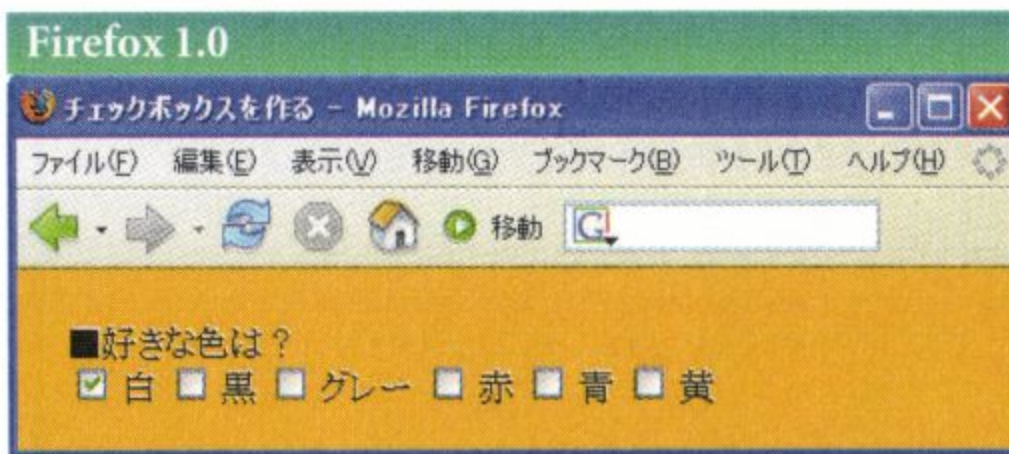 Firefox 1.0
チェックボックスを作る - Mozilla Firefox
ファイル(F) 編集(E) 表示(V) 移動(G) ブックマーク(B) ツール(T) ヘルプ(H)
移動 G
■好きな色は？
白 黒 グレー 赤 青 黄